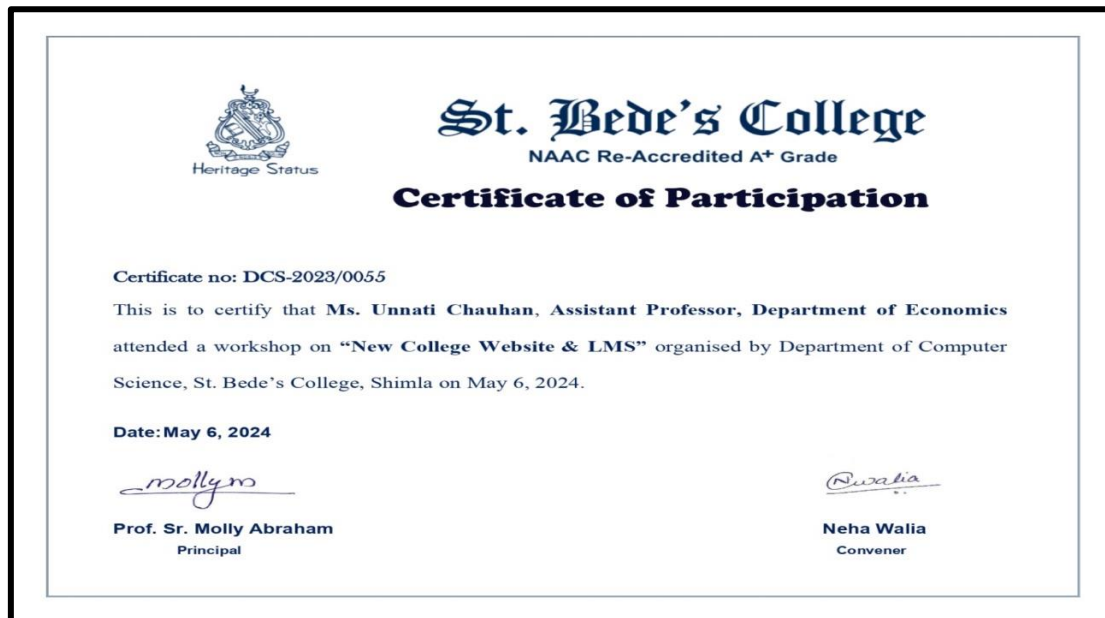 St. Bede's College
NAAC Re-Accredited A+ Grade
Heritage Status
Certificate of Participation
Certificate no: DCS-2023/0055
This is to certify that Ms. Unnati Chauhan, Assistant Professor, Department of Economics
attended a workshop on “New College Website & LMS” organised by Department of Computer
Science, St. Bede’s College, Shimla on May 6, 2024.
Date: May 6, 2024
mollym
Nwalia
Prof. Sr. Molly Abraham
Neha Walia
Principal
Convener